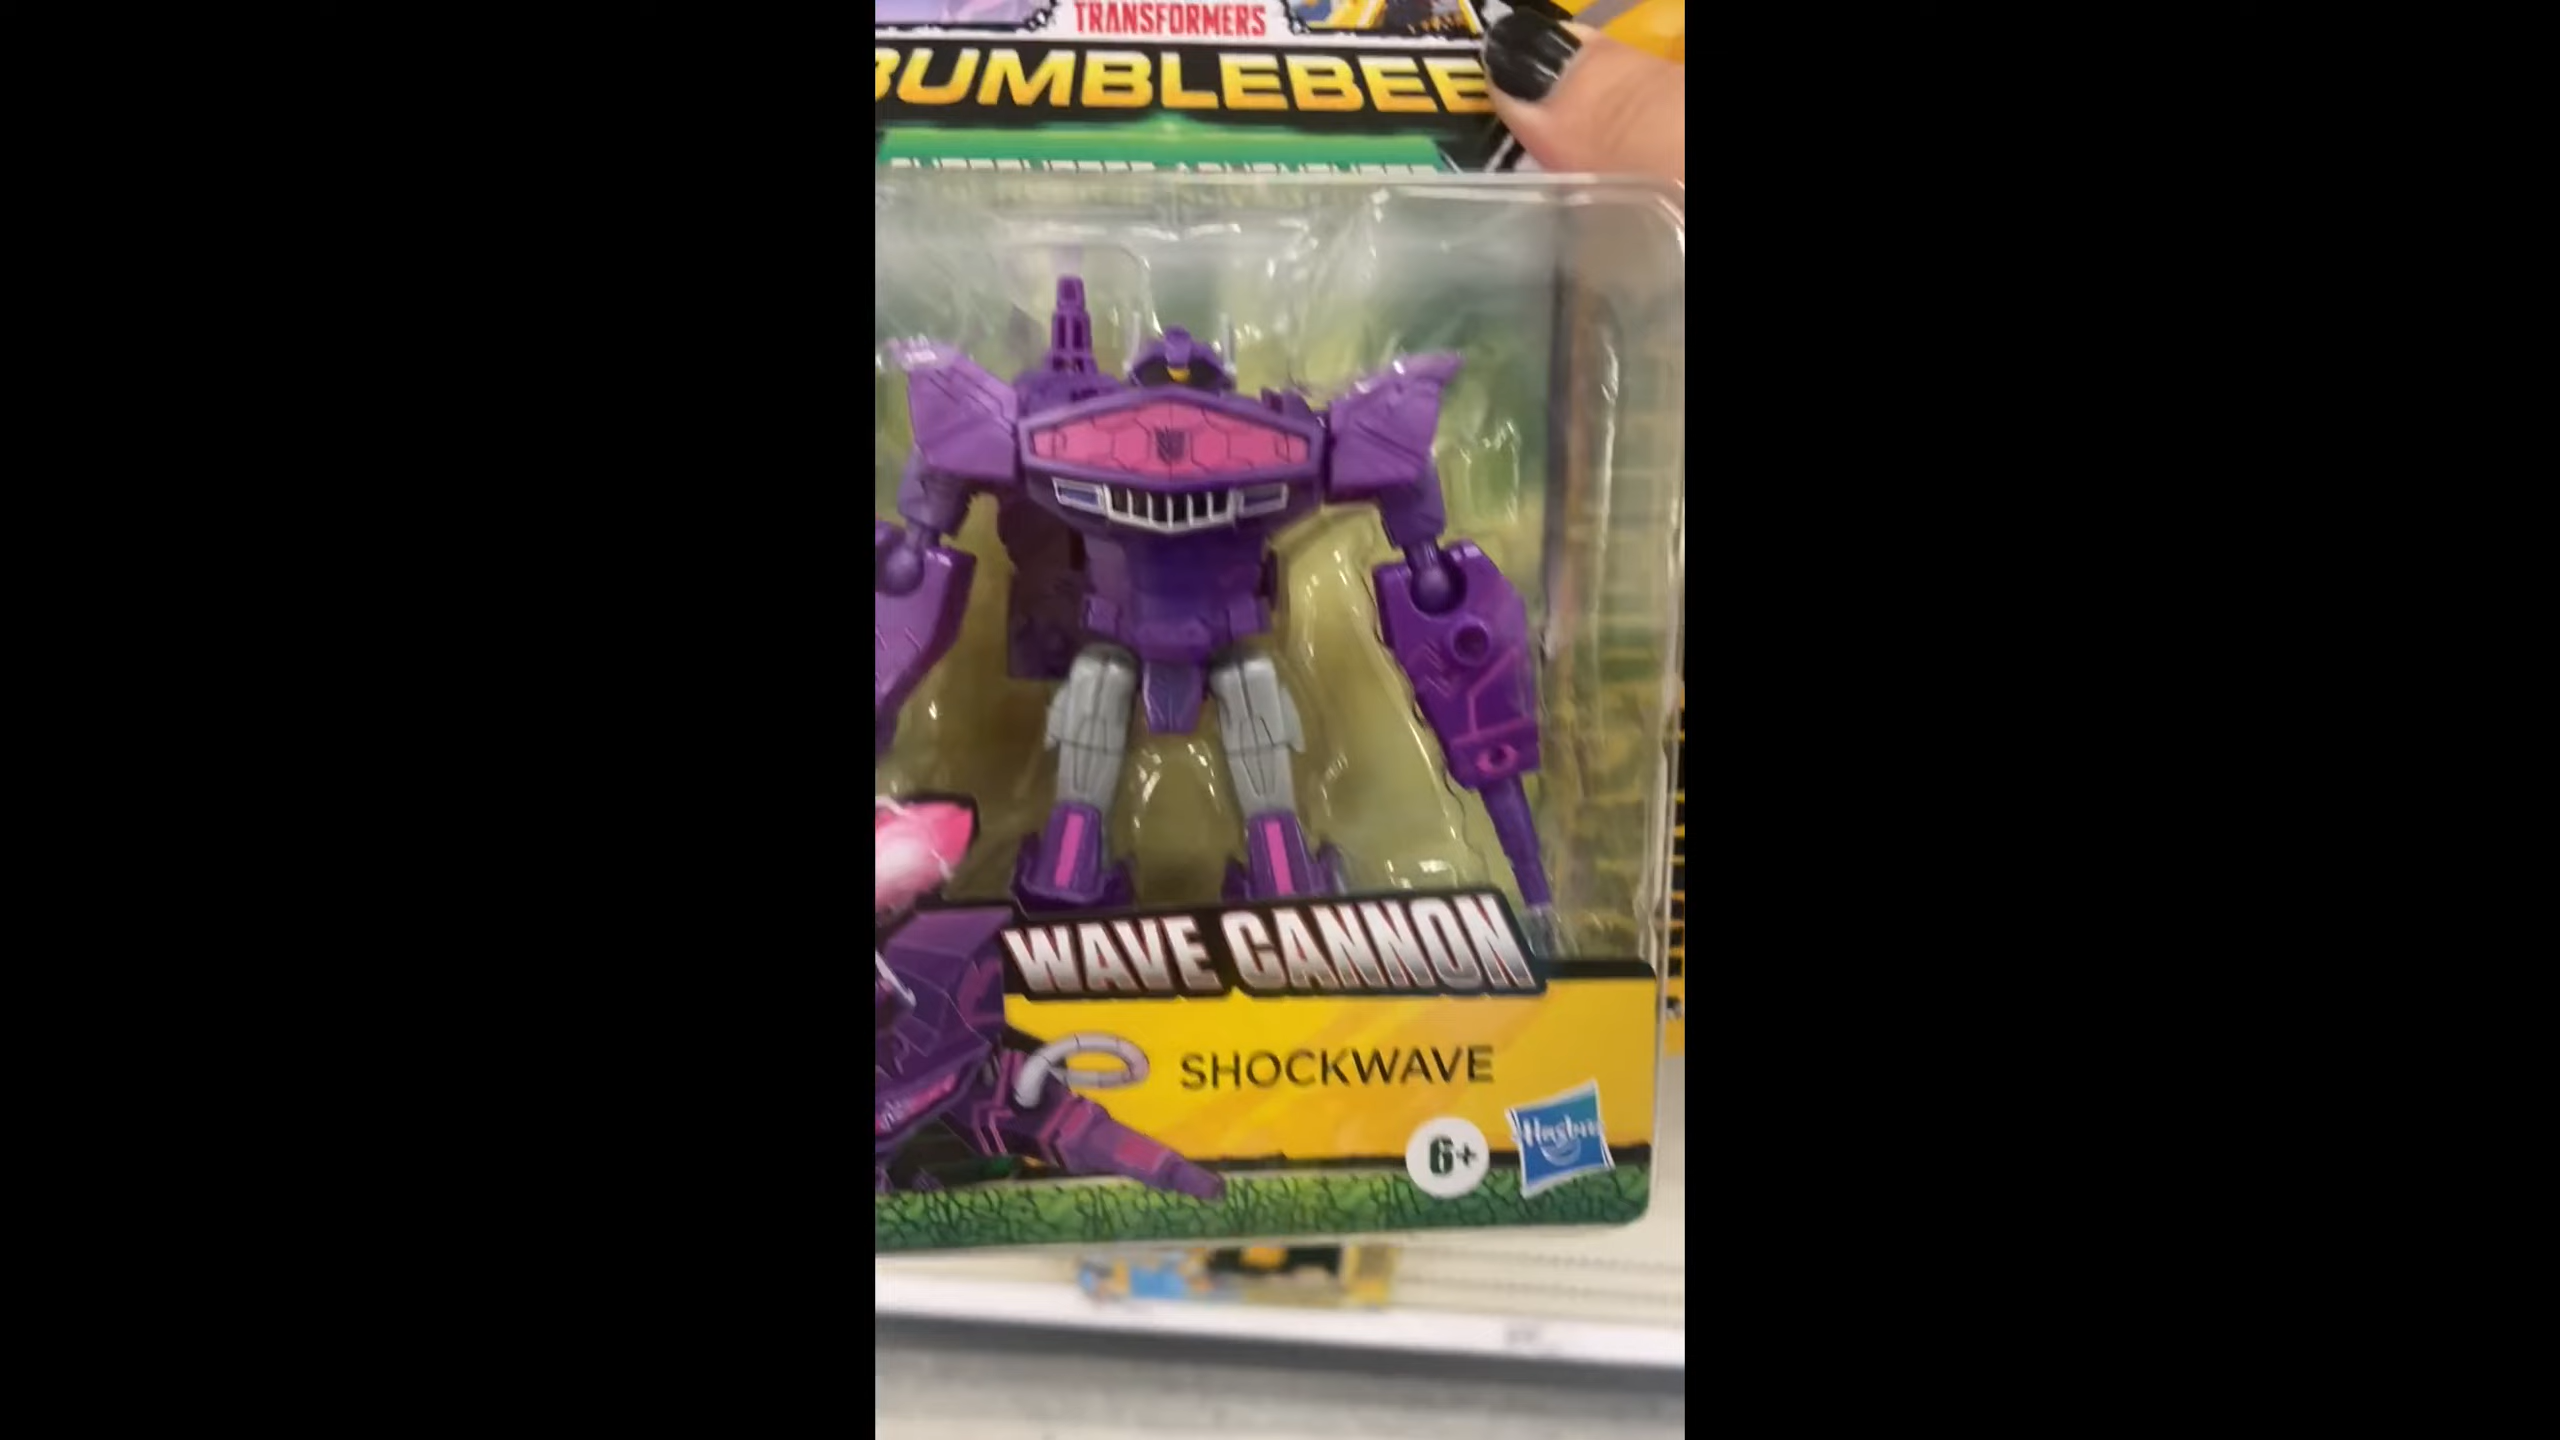 TRANSFORMERS
BUMBLEBEE
WAVE CANNON
SHOCKWAVE
6+
Hasbro